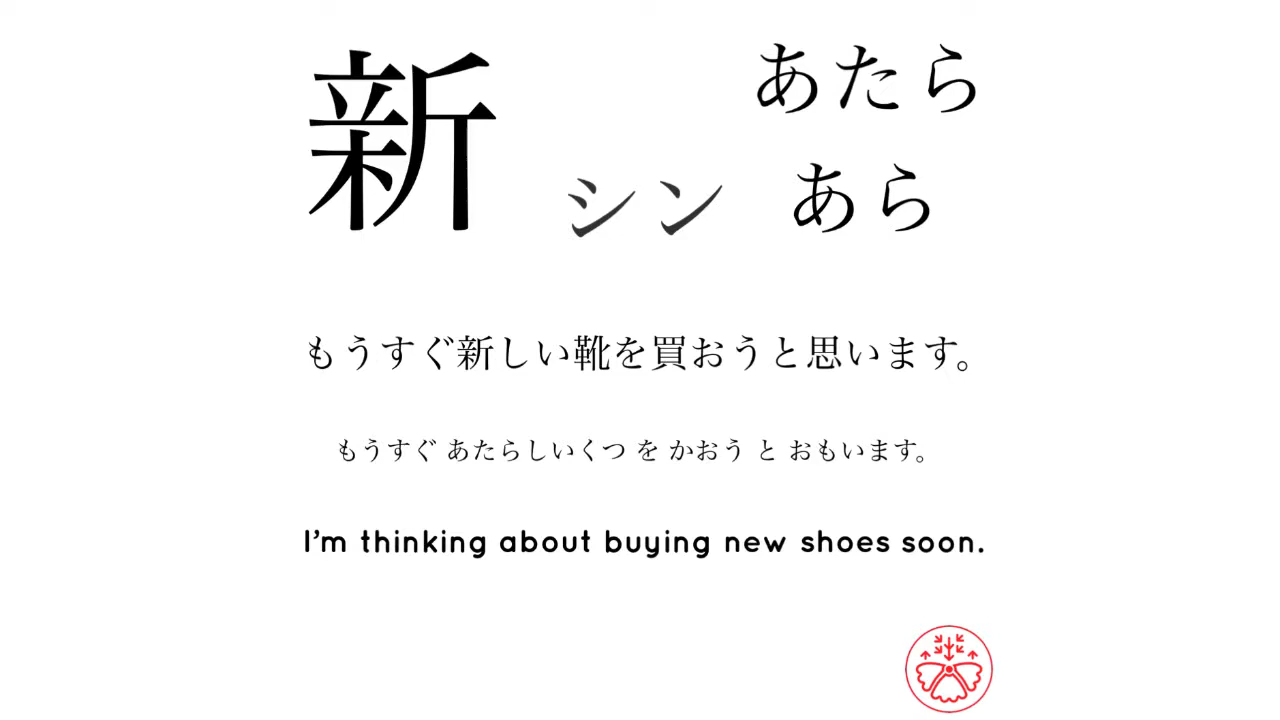 新
あたら
シン
あら
もうすぐ新しい靴を買おうと思います。
もうすぐ あたらしいくつ を かおう と おもいます。
I'm thinking about buying new shoes soon.